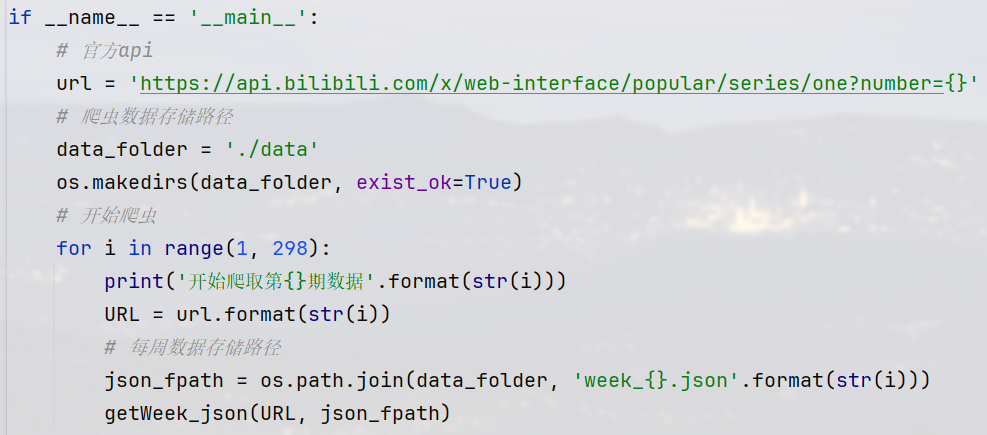 if __name__ == '__main__':
    # 官方api
    url = 'https://api.bilibili.com/x/web-interface/popular/series/one?number={}'
    # 爬虫数据存储路径
    data_folder = './data'
    os.makedirs(data_folder, exist_ok=True)
    # 开始爬虫
    for i in range(1, 298):
        print('开始爬取第{}期数据'.format(str(i)))
        URL = url.format(str(i))
        # 每周数据存储路径
        json_fpath = os.path.join(data_folder, 'week_{}.json'.format(str(i)))
        getWeek_json(URL, json_fpath)